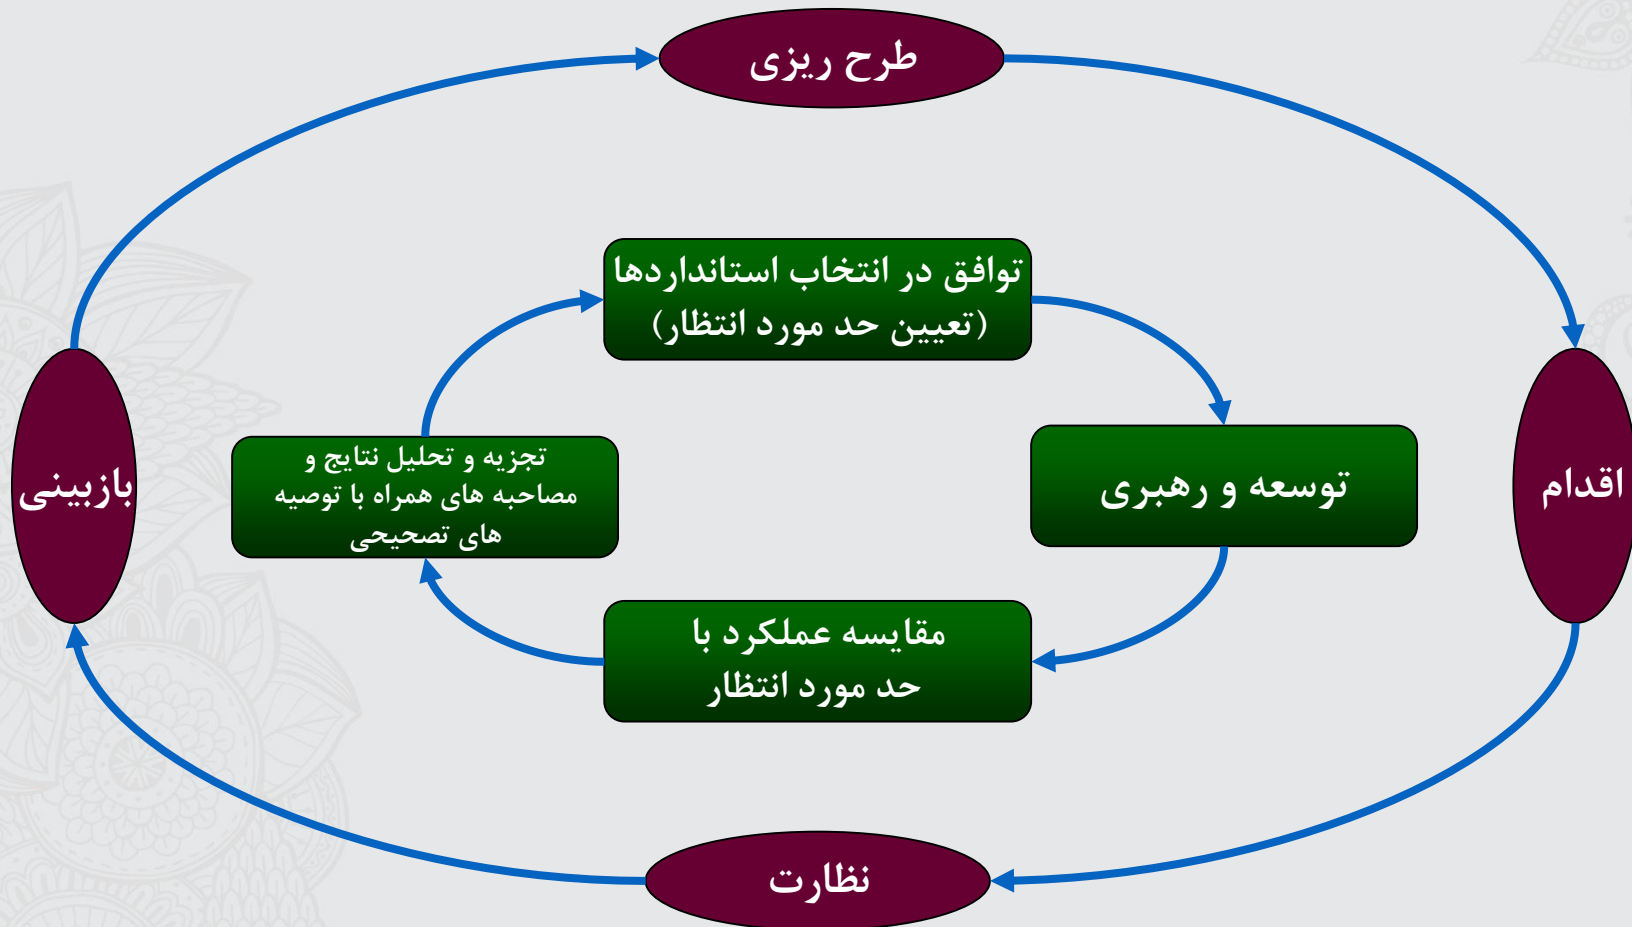 طرح ریزی
توافق در انتخاب استانداردها
(تعیین حد مورد انتظار)
اقدام
توسعه و رهبری
تجزیه و تحلیل نتایج و
مصاحبه های همراه با توصیه
های تصحیحی
بازبینی
مقایسه عملکرد با
حد مورد انتظار
نظارت